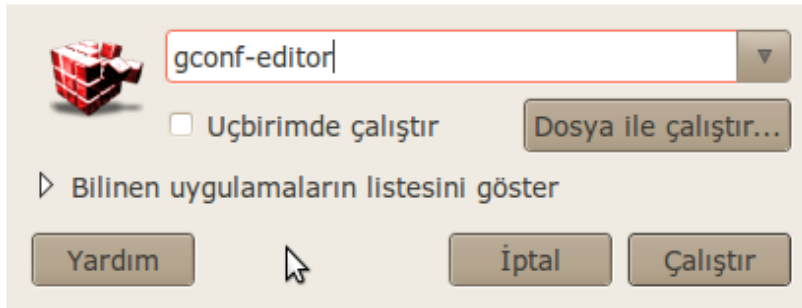 gconf-editor
Uçbirimde çalıştır
Dosya ile çalıştır...
Bilinen uygulamaların listesini göster
Yardım
İptal
Çalıştır